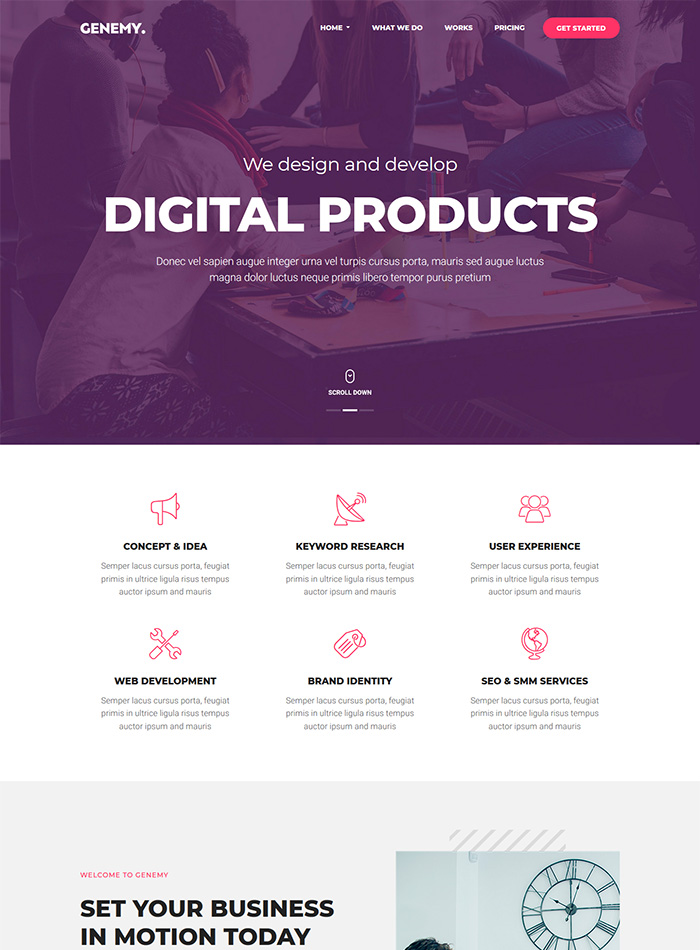 GENEMY.
HOME
WHAT WE DO
WORKS
PRICING
GET STARTED
We design and develop
DIGITAL PRODUCTS
Donec vel sapien augue integer urna vel turpis cursus porta, mauris sed augue luctus
magna dolor luctus neque primis libero tempor purus pretium
SCROLL DOWN
CONCEPT & IDEA
Semper lacus cursus porta, feugiat
primis in ultrice ligula risus tempus
auctor ipsum and mauris
KEYWORD RESEARCH
Semper lacus cursus porta, feugiat
primis in ultrice ligula risus tempus
auctor ipsum and mauris
USER EXPERIENCE
Semper lacus cursus porta, feugiat
primis in ultrice ligula risus tempus
auctor ipsum and mauris
WEB DEVELOPMENT
Semper lacus cursus porta, feugiat
primis in ultrice ligula risus tempus
auctor ipsum and mauris
BRAND IDENTITY
Semper lacus cursus porta, feugiat
primis in ultrice ligula risus tempus
auctor ipsum and mauris
SEO & SMM SERVICES
Semper lacus cursus porta, feugiat
primis in ultrice ligula risus tempus
auctor ipsum and mauris
WELCOME TO GENEMY
SET YOUR BUSINESS
IN MOTION TODAY